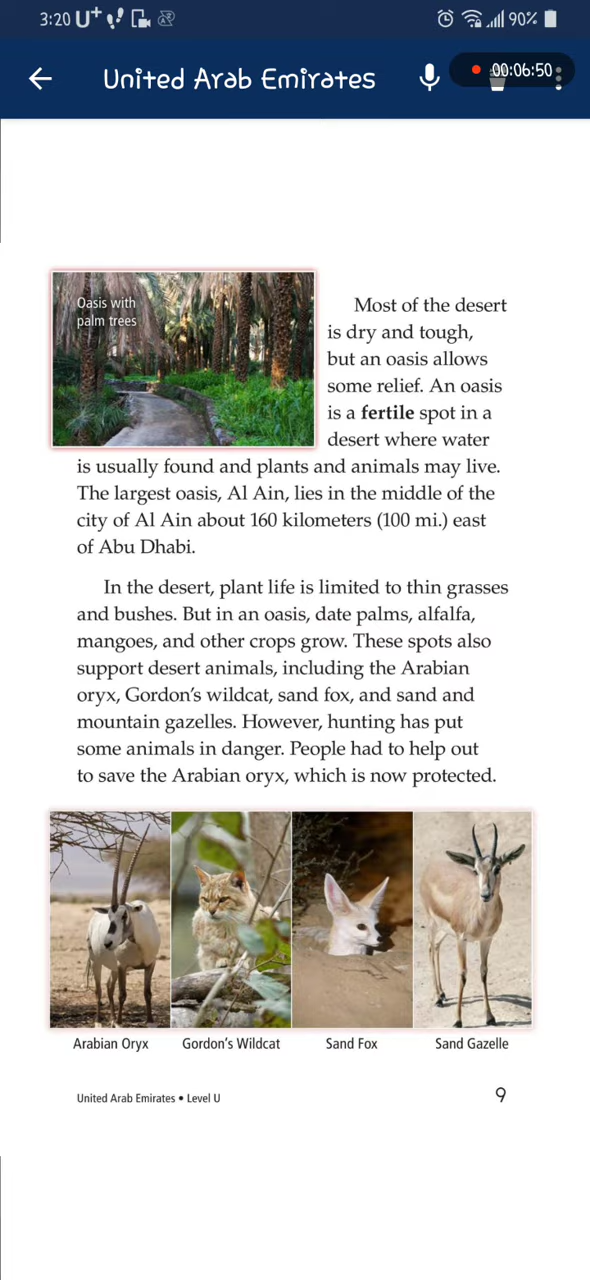 3:20 U+ 90%
United Arab Emirates 00:06:50
Oasis with
palm trees
Most of the desert
is dry and tough,
but an oasis allows
some relief. An oasis
is a fertile spot in a
desert where water
is usually found and plants and animals may live.
The largest oasis, Al Ain, lies in the middle of the
city of Al Ain about 160 kilometers (100 mi.) east
of Abu Dhabi.
In the desert, plant life is limited to thin grasses
and bushes. But in an oasis, date palms, alfalfa,
mangoes, and other crops grow. These spots also
support desert animals, including the Arabian
oryx, Gordon's wildcat, sand fox, and sand and
mountain gazelles. However, hunting has put
some animals in danger. People had to help out
to save the Arabian oryx, which is now protected.
Arabian Oryx Gordon's Wildcat Sand Fox Sand Gazelle
United Arab Emirates • Level U 9